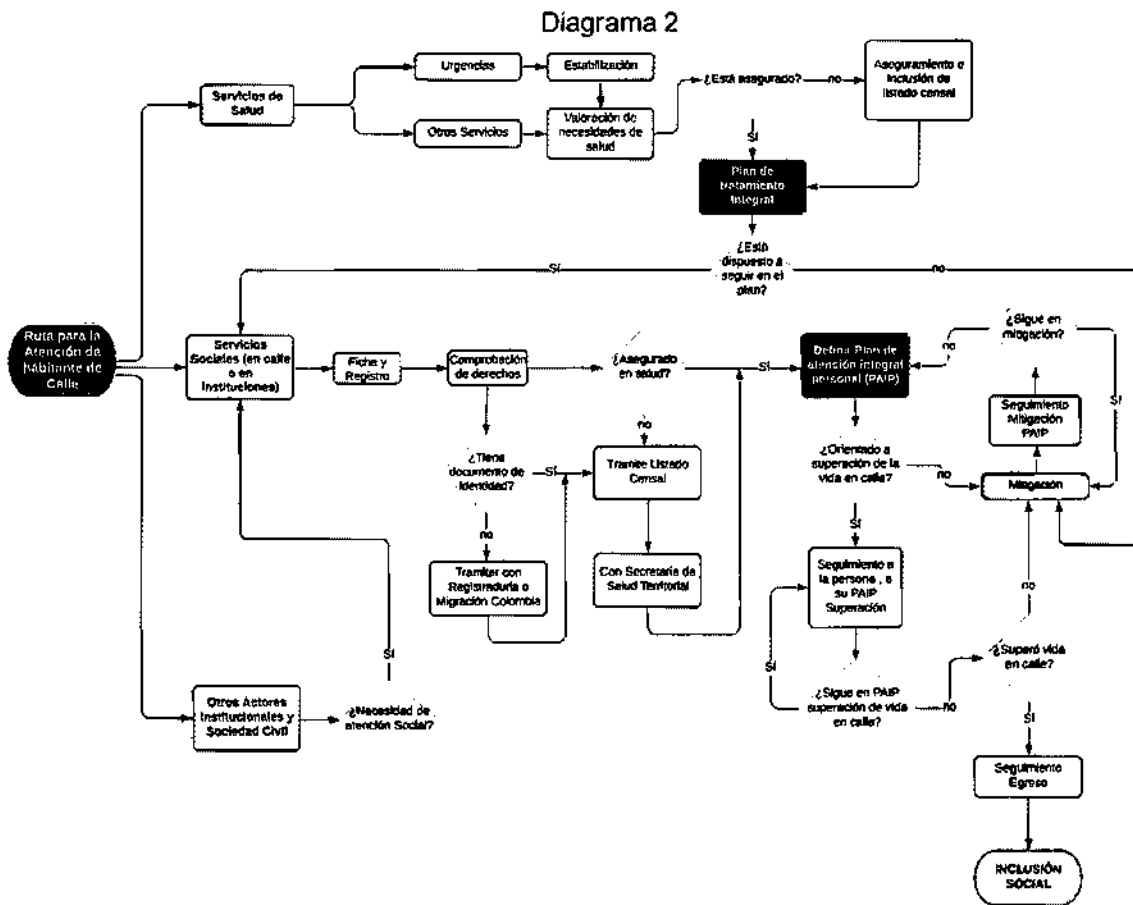 Diagrama 2
Urgencias
Estabilización
¿Está asegurado?
no
Aseguramiento e
inclusión de
listado censal
Servicios de
Salud
Otros Servicios
Valoración de
necesidades de
salud
Sí
Plan de
tratamiento
Integral
¿Está
dispuesto a
seguir en el
plan?
Sí
no
Ruta para la
Atención de
habitante de
Calle
Servicios
Sociales (en calle
o en
Instituciones)
Ficha y
Registro
Comprobación
de derechos
¿Asegurado
en salud?
Sí
Definir Plan de
atención integral
personal (PAIP)
no
¿Sigue en
mitigación?
Sí
Seguimiento
Mitigación
PAIP
Mitigación
no
¿Tiene
documento de
Identidad?
Sí
no
Tramite Listado
Censal
¿Orientado a
superación de la
vida en calle?
no
Sí
Tramitar con
Registraduría o
Migración Colombia
Con Secretaría de
Salud Territorial
Seguimiento a
la persona , a
su PAIP
Superación
no
Sí
¿Superó vida
en calle?
Sí
Otros Actores
Institucionales y
Sociedad Civil
¿Necesidad de
atención Social?
¿Sigue en PAIP
superación de vida
en calle?
no
Sí
Seguimiento
Egreso
INCLUSIÓN
SOCIAL